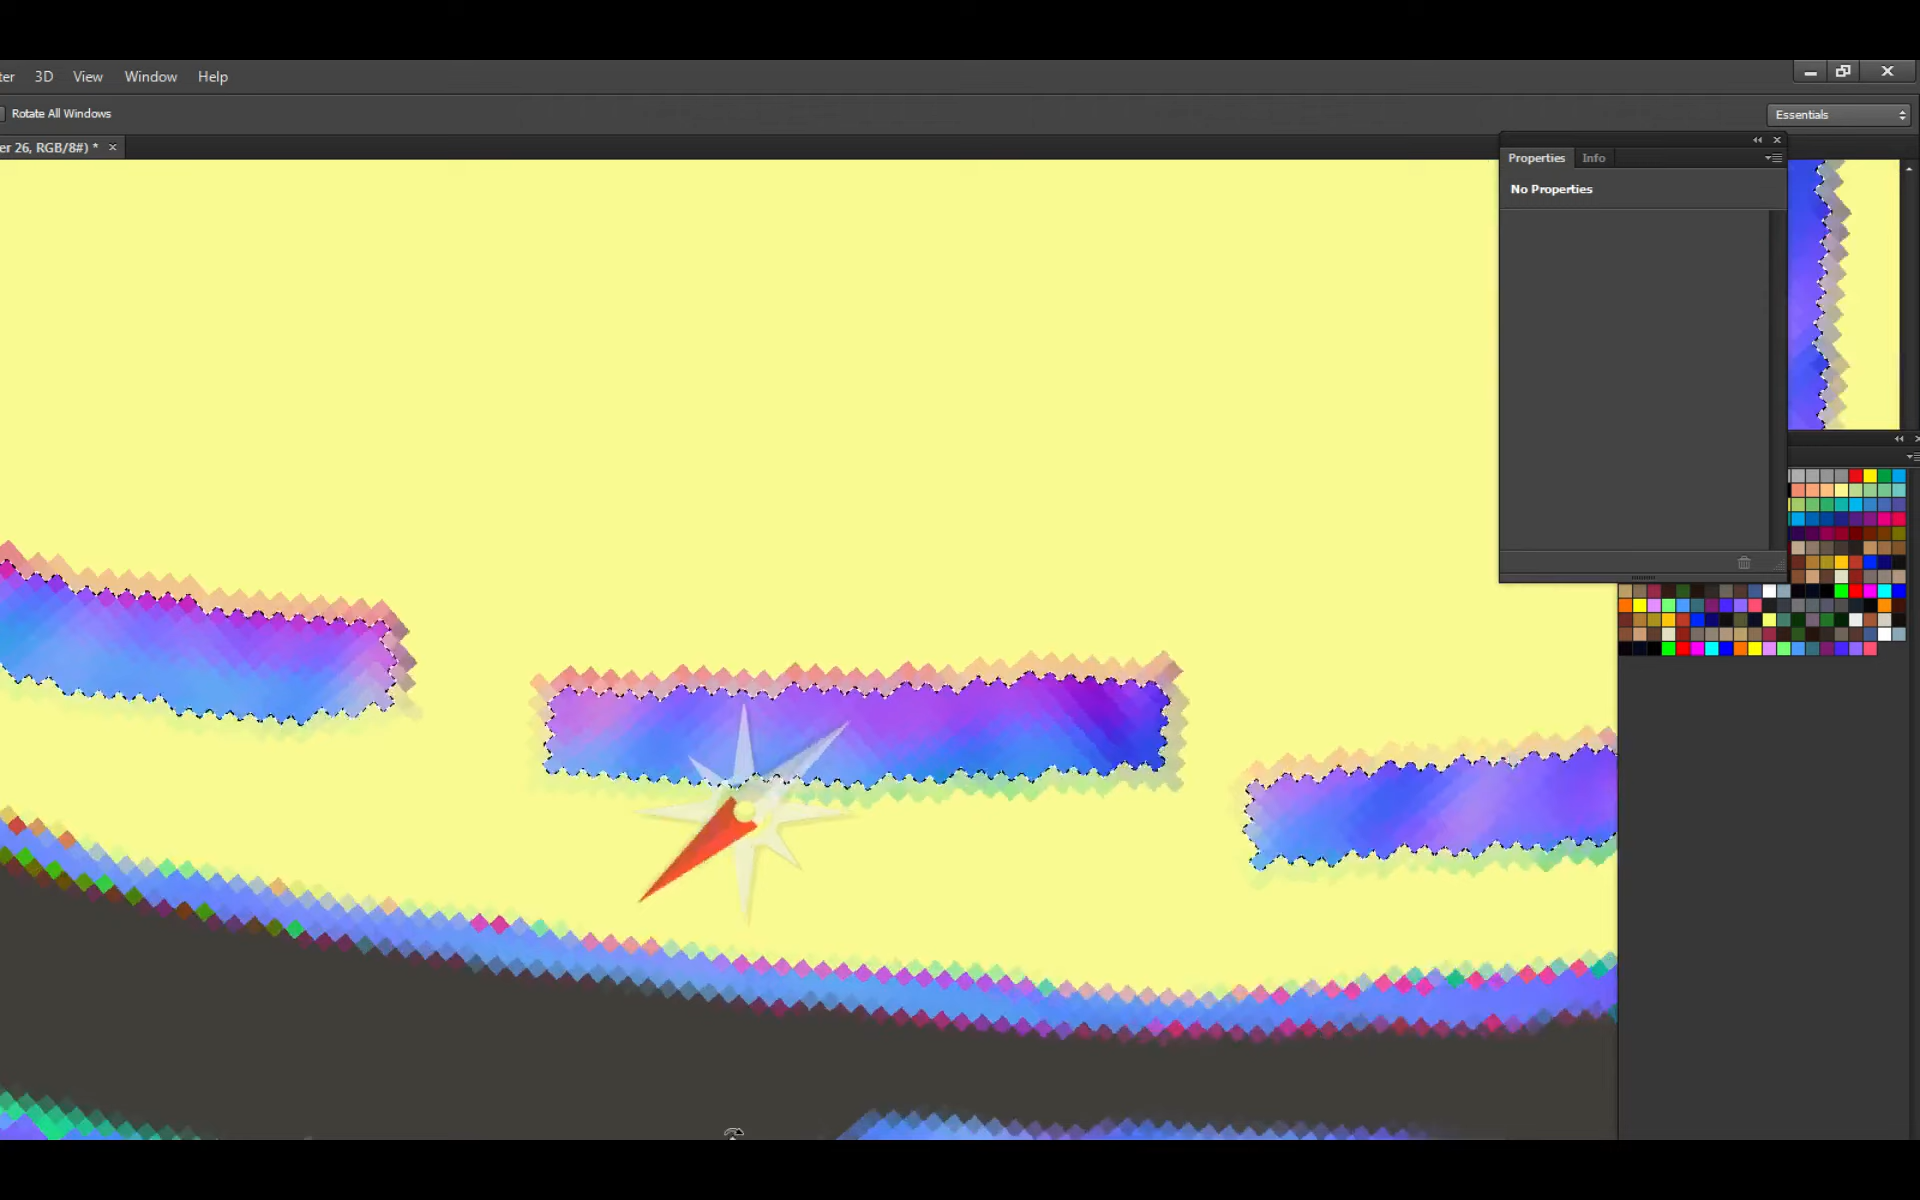 ter 3D View Window Help
Rotate All Windows
Essentials
er 26, RGB/8#) *
Properties Info
No Properties